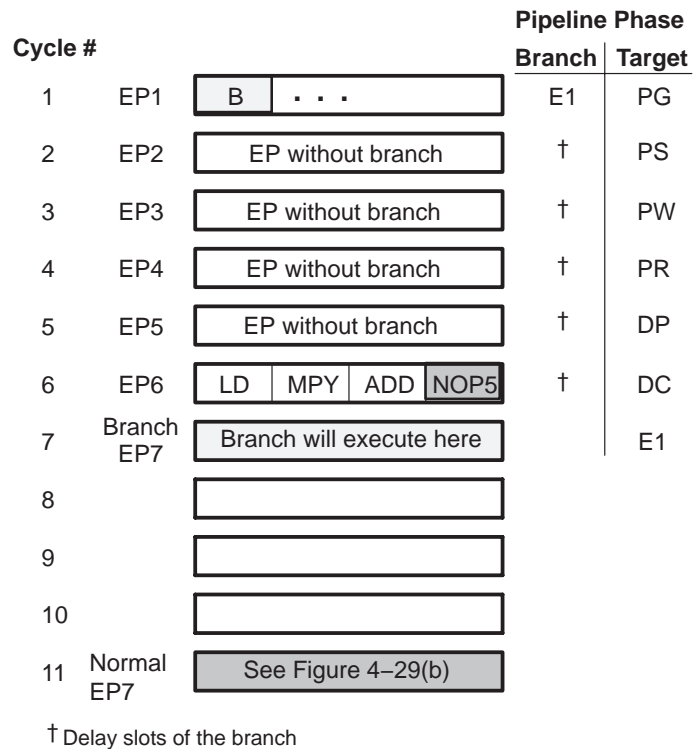 Pipeline Phase
Cycle #
Branch Target
1 EP1 B . . . E1 PG
2 EP2 EP without branch † PS
3 EP3 EP without branch † PW
4 EP4 EP without branch † PR
5 EP5 EP without branch † DP
6 EP6 LD MPY ADD NOP5 † DC
7 Branch EP7 Branch will execute here E1
8
9
10
11 Normal EP7 See Figure 4–29(b)
† Delay slots of the branch